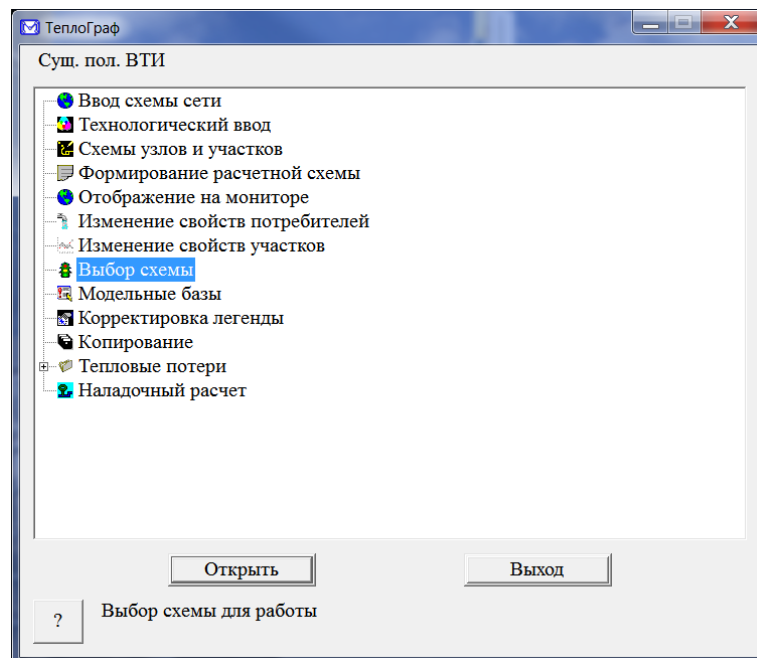 ТеплоГраф
Сущ. пол. ВТИ
Ввод схемы сети
Технологический ввод
Схемы узлов и участков
Формирование расчетной схемы
Отображение на мониторе
Изменение свойств потребителей
Изменение свойств участков
Выбор схемы
Модельные базы
Корректировка легенды
Копирование
Тепловые потери
Наладочный расчет
Открыть
Выход
?
Выбор схемы для работы